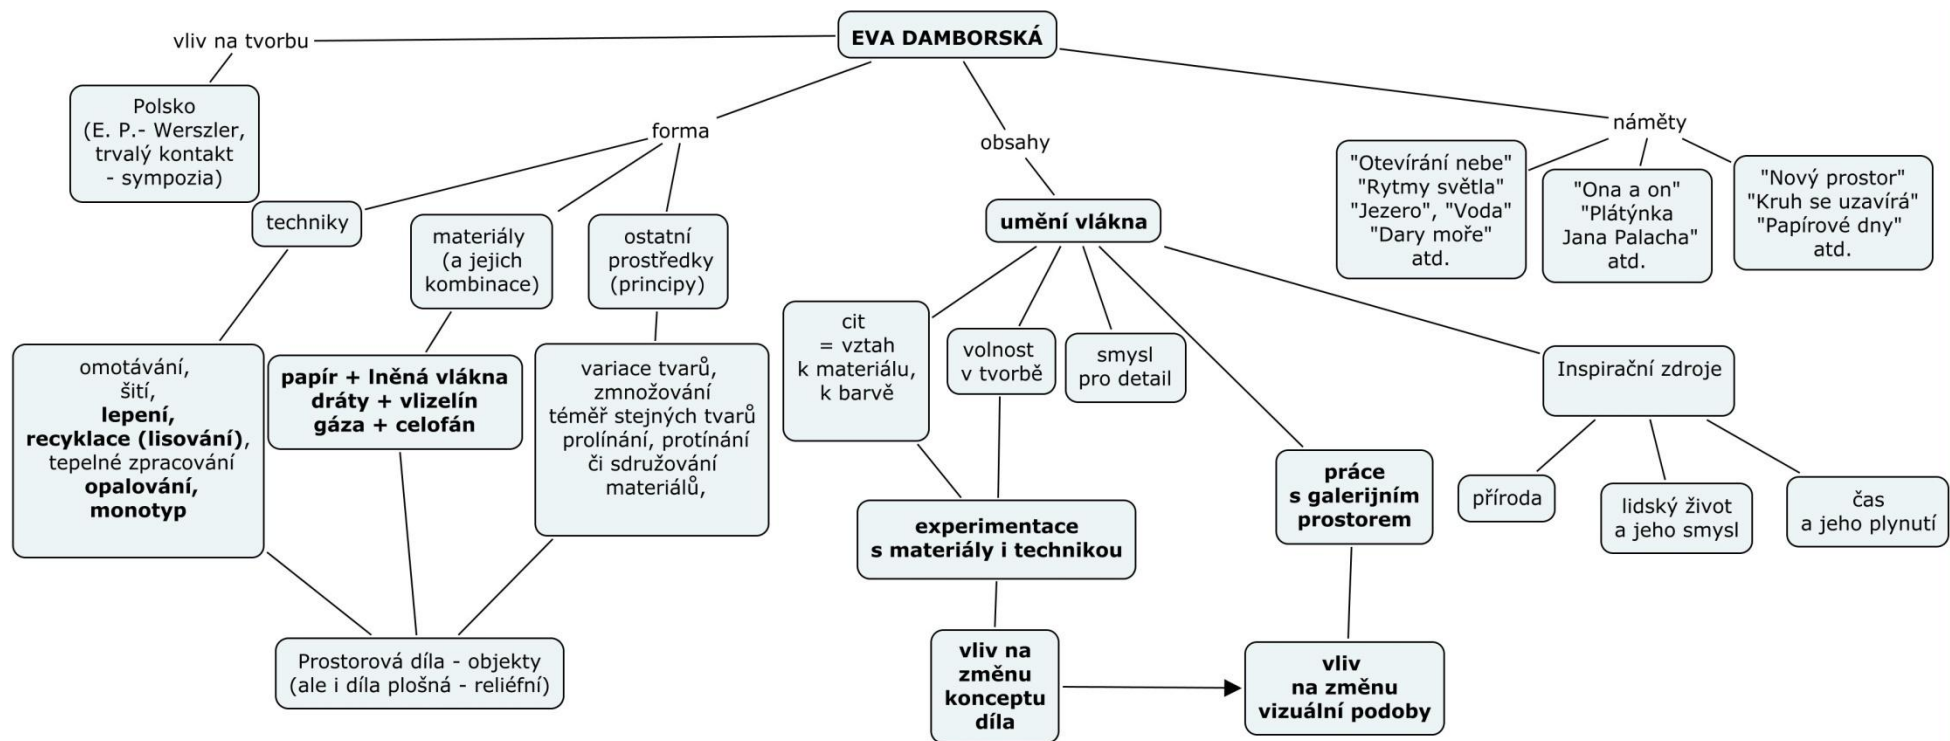 EVA DAMBORSKÁ
vliv na tvorbu
Polsko
(E. P.- Werszler,
trvalý kontakt
- sympozia)
forma
techniky
materiály
(a jejich
kombinace)
ostatní
prostředky
(principy)
omotávání,
šití,
lepení,
recyklace (lisování),
tepelné zpracování
opalování,
monotyp
papír + lněná vlákna
dráty + vlizelín
gáza + celofán
variace tvarů,
zmnožování
téměř stejných tvarů
prolínání, protínání
či sdružování
materiálů,
Prostorová díla - objekty
(ale i díla plošná - reliéfní)
obsahy
umění vlákna
cit
= vztah
k materiálu,
k barvě
volnost
v tvorbě
smysl
pro detail
experimentace
s materiály i technikou
práce
s galerijním
prostorem
vliv na
změnu
konceptu
díla
vliv
na změnu
vizuální podoby
Inspirační zdroje
příroda
lidský život
a jeho smysl
čas
a jeho plynutí
náměty
"Otevírání nebe"
"Rytmy světla"
"Jezero", "Voda"
"Dary moře"
atd.
"Ona a on"
"Plátýnka
Jana Palacha"
atd.
"Nový prostor"
"Kruh se uzavírá"
"Papírové dny"
atd.